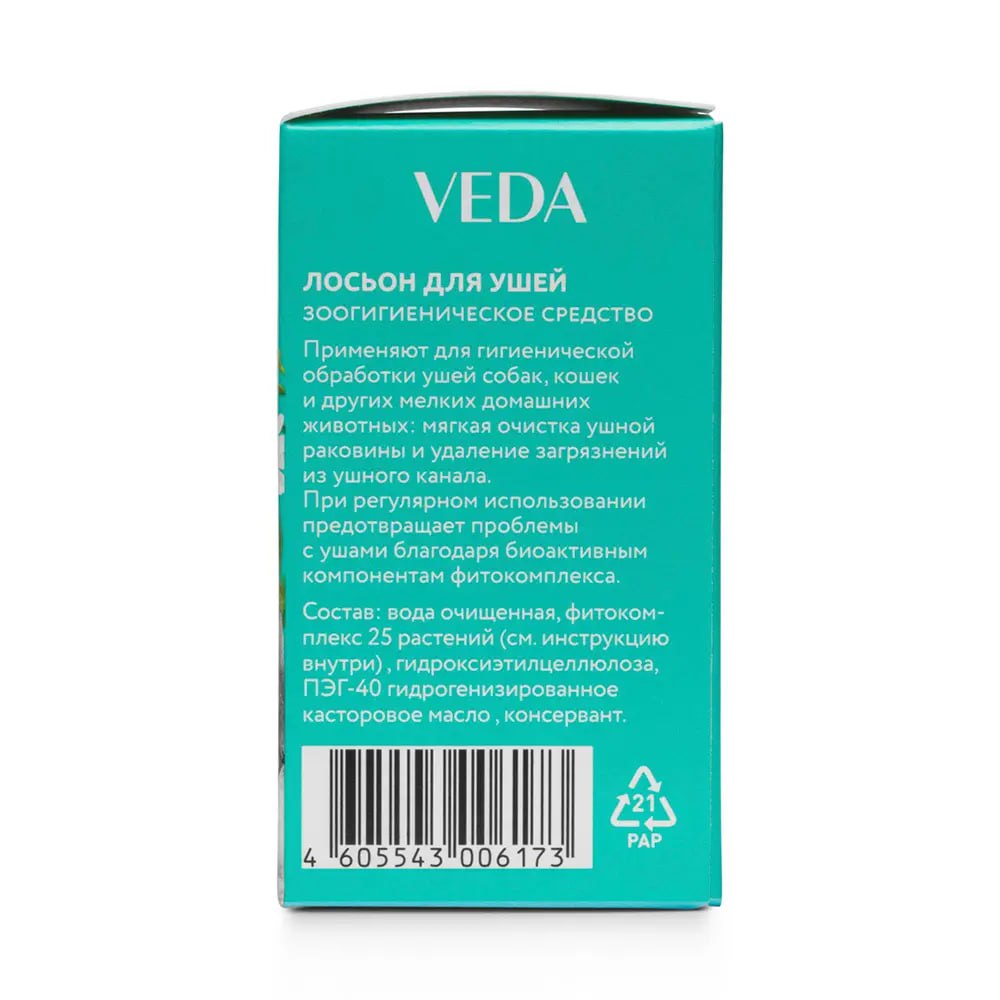 VEDA
ЛОСЬОН ДЛЯ УШЕЙ
ЗООГИГИЕНИЧЕСКОЕ СРЕДСТВО
Применяют для гигиенической
обработки ушей собак, кошек
и других мелких домашних
животных: мягкая очистка ушной
раковины и удаление загрязнений
из ушного канала.
При регулярном использовании
предотвращает проблемы
с ушами благодаря биоактивным
компонентам фитокомплекса.
Состав: вода очищенная, фитоком-
плекс 25 растений (см. инструкцию
внутри) , гидроксиэтилцеллюлоза,
ПЭГ-40 гидрогенизированное
касторовое масло , консервант.
4 605543 006173
21
PAP